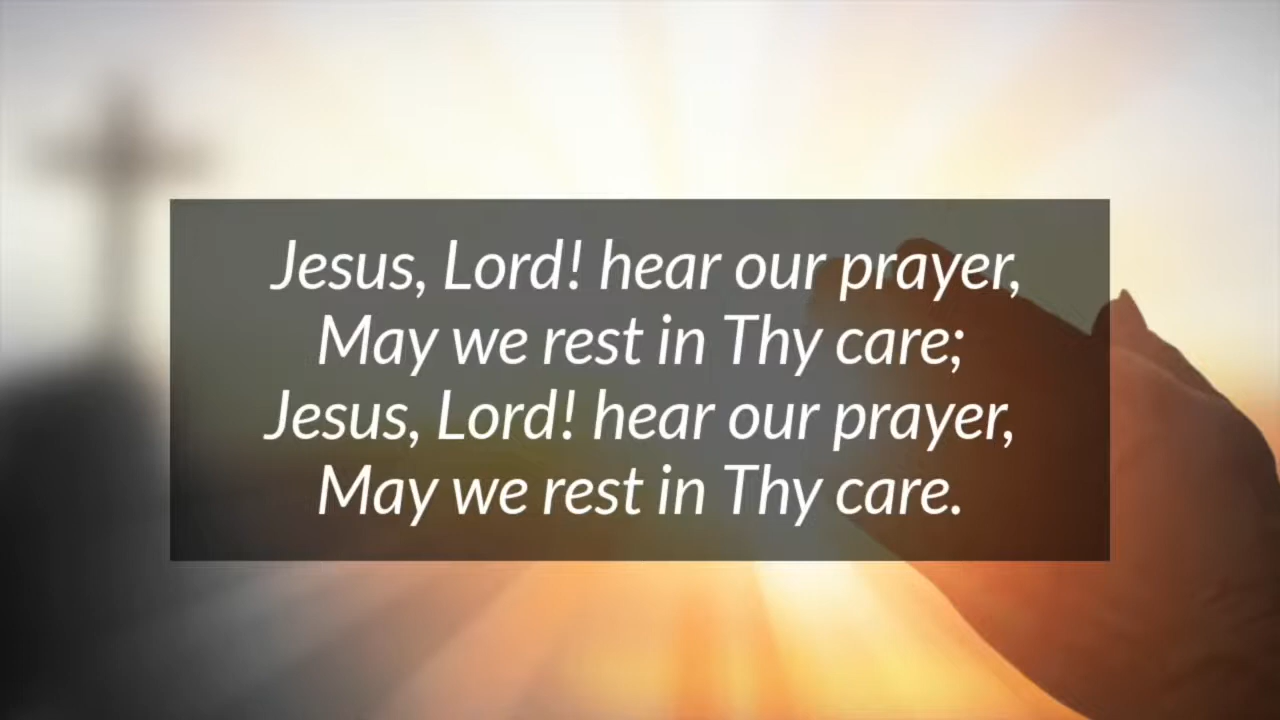 Jesus, Lord! hear our prayer,
May we rest in Thy care;
Jesus, Lord! hear our prayer,
May we rest in Thy care.